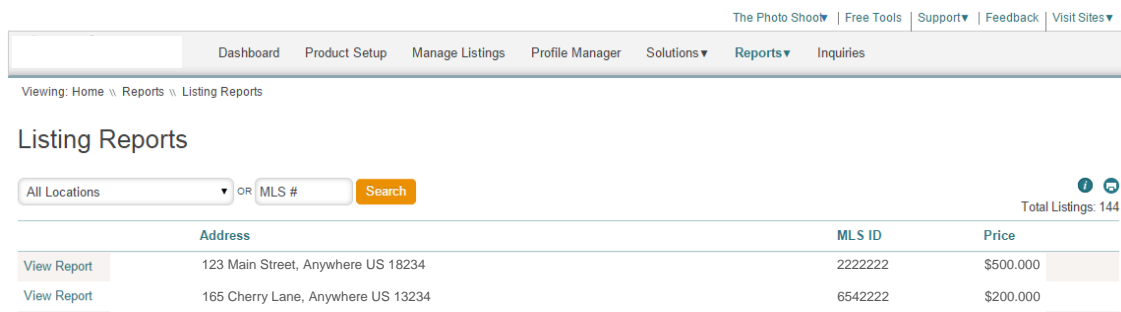 The Photo Shoot▼ | Free Tools | Support▼ | Feedback | Visit Sites▼
Dashboard Product Setup Manage Listings Profile Manager Solutions▼ Reports▼ Inquiries
Viewing: Home \\ Reports \\ Listing Reports
Listing Reports
All Locations ▼ OR MLS # Search
Total Listings: 144
Address MLS ID Price
View Report 123 Main Street, Anywhere US 18234 2222222 $500.000
View Report 165 Cherry Lane, Anywhere US 13234 6542222 $200.000